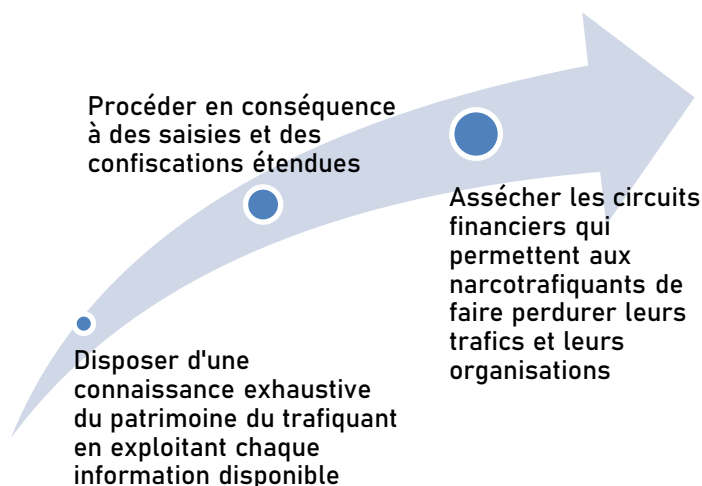 Procéder en conséquence
à des saisies et des
confiscations étendues
Assécher les circuits
financiers qui
permettent aux
narcotrafiquants de
faire perdurer leurs
trafics et leurs
organisations
Disposer d'une
connaissance exhaustive
du patrimoine du trafiquant
en exploitant chaque
information disponible